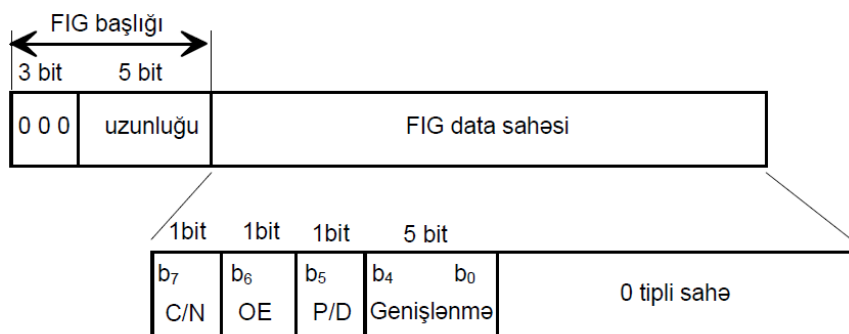 FIG başlığı
3 bit 5 bit
0 0 0 uzunluğu FIG data sahəsi
1bit 1bit 1bit 5 bit
b7 b6 b5 b4 b0
C/N OE P/D Genişlənmə 0 tipli sahə